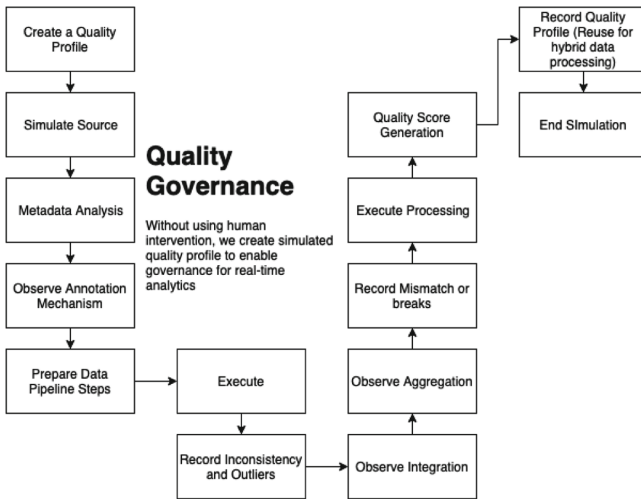 Create a Quality
Profile
Simulate Source
Metadata Analysis
Observe Annotation
Mechanism
Prepare Data
Pipeline Steps
Quality
Governance
Without using human
intervention, we create simulated
quality profile to enable
governance for real-time
analytics
Execute
Record Inconsistency
and Outliers
Observe Integration
Observe Aggregation
Record Mismatch or
breaks
Execute Processing
Quality Score
Generation
Record Quality
Profile (Reuse for
hybrid data
processing)
End SImulation